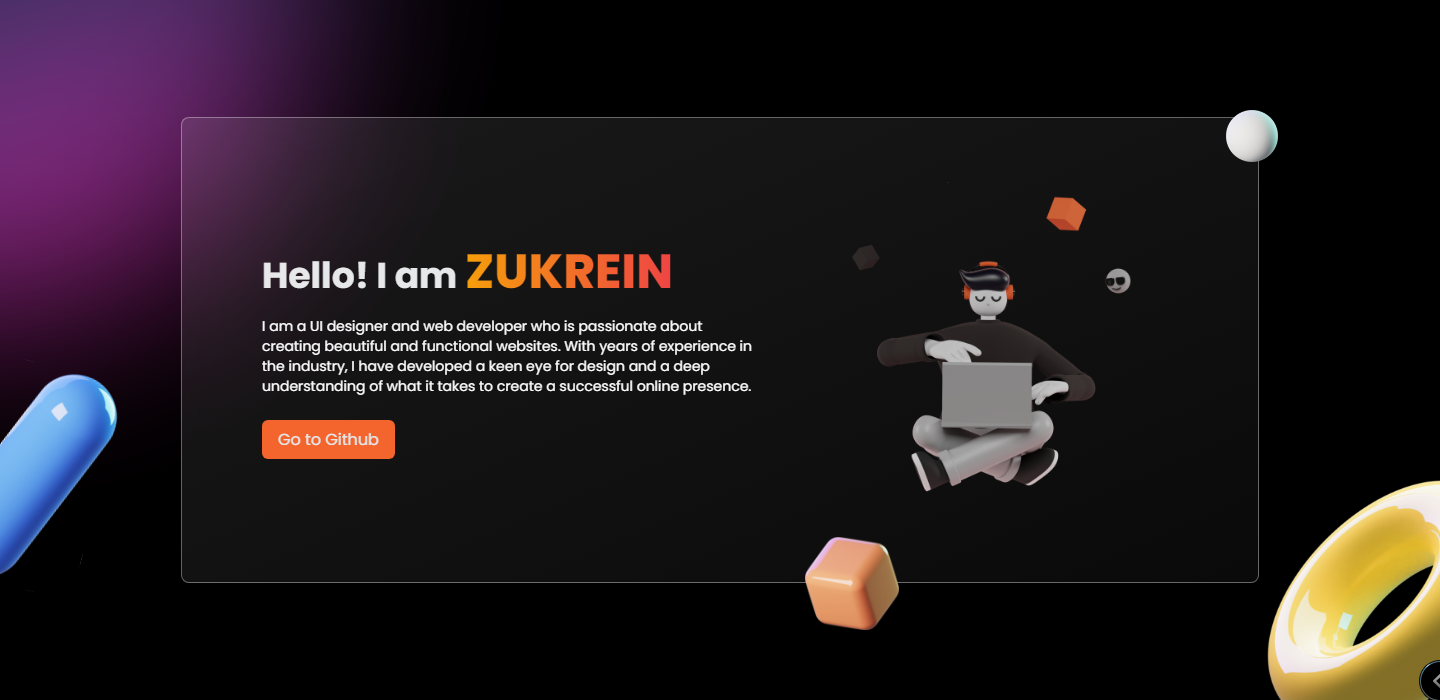 Hello! I am ZUKREIN
I am a UI designer and web developer who is passionate about
creating beautiful and functional websites. With years of experience in
the industry, I have developed a keen eye for design and a deep
understanding of what it takes to create a successful online presence.
Go to Github